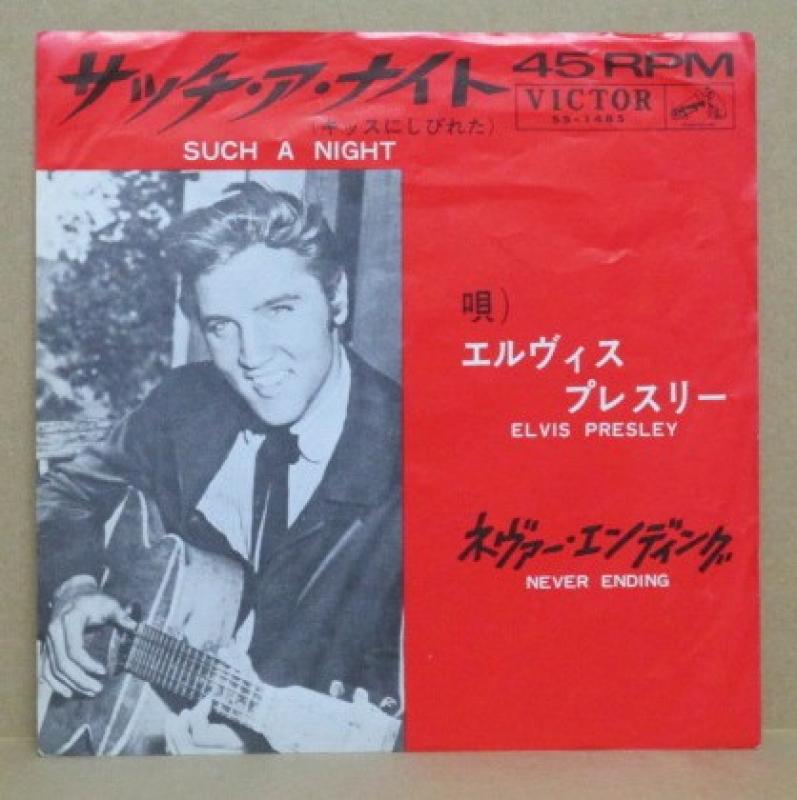 サッチ・ア・ナイト
(キッスにしびれた)
SUCH A NIGHT
45 RPM
VICTOR
SS-1485
唄)
エルヴィス
プレスリー
ELVIS PRESLEY
ネヴァー・エンディング
NEVER ENDING